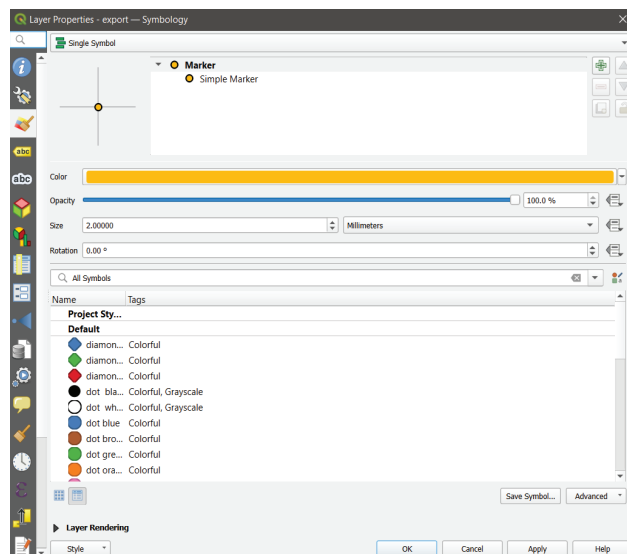 Layer Properties - export — Symbology
Single Symbol
Marker
Simple Marker
abc
abc
Color
Opacity 100.0 %
Size 2.00000 Millimeters
Rotation 0.00 °
All Symbols
Name Tags
Project Sty...
Default
diamon... Colorful
diamon... Colorful
diamon... Colorful
dot bla... Colorful, Grayscale
dot wh... Colorful, Grayscale
dot blue Colorful
dot bro... Colorful
dot gre... Colorful
dot ora... Colorful
Save Symbol... Advanced
Layer Rendering
Style OK Cancel Apply Help